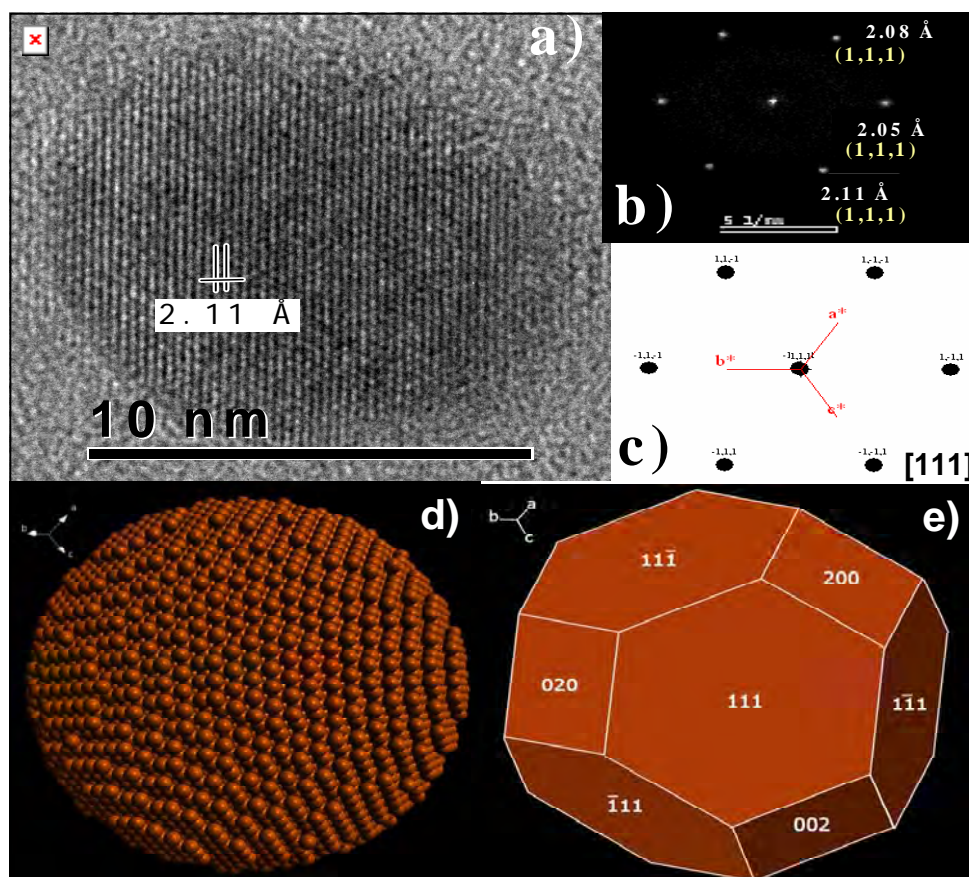 a)
2.11 Å
10 nm
2.08 Å
(1,1,1)
2.05 Å
(1,1,1)
2.11 Å
(1,1,1)
b)
5 1/nm
1,1,-1
1,-1,-1
a*
-1,1,-1
b*
1,-1,1
c*
-1,1,1
-1,-1,1
c)
[111]
d)
a
b
c
e)
a
b
c
111̄
200
020
111
11̄1
1̄11
002